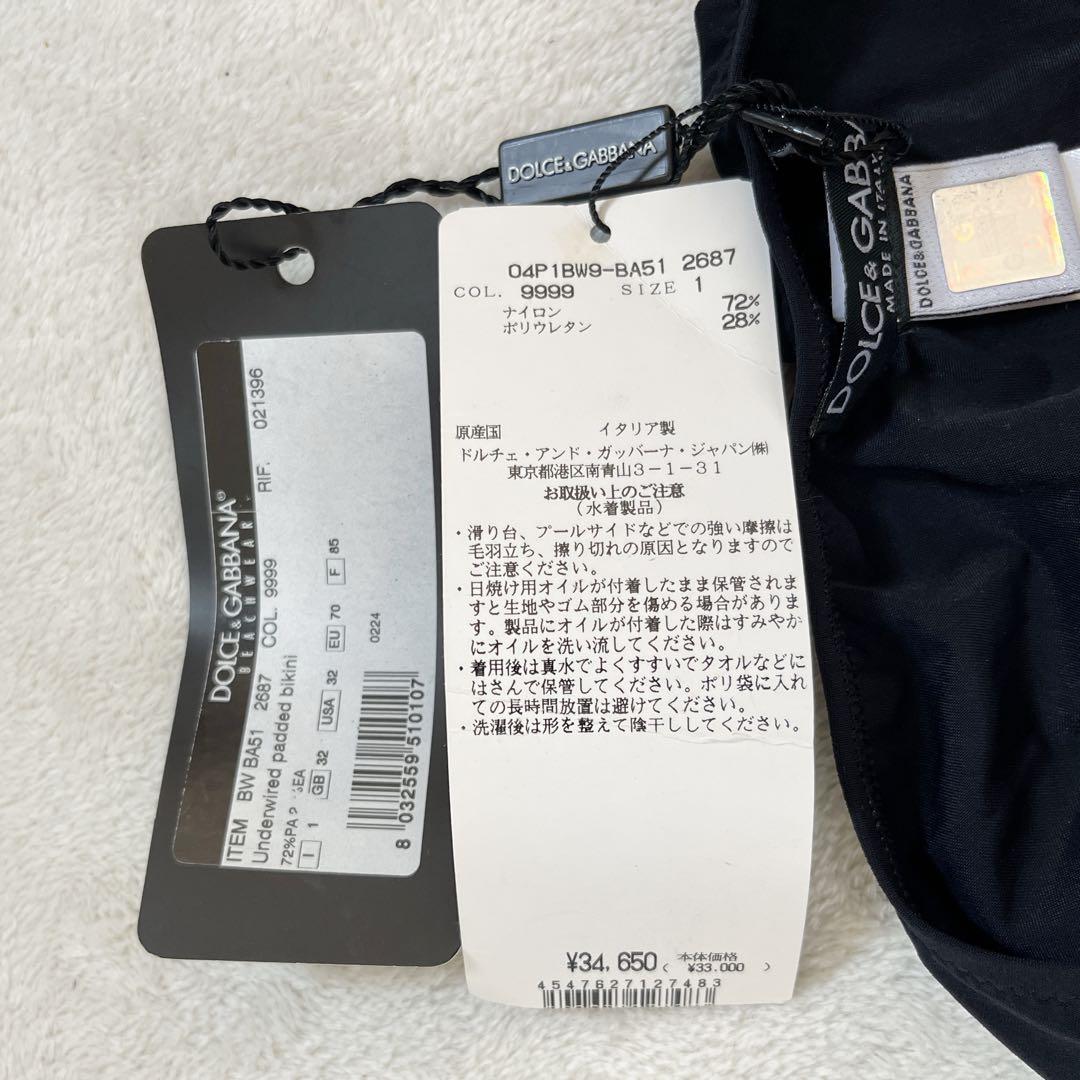 DOLCE&GABBANA
DOLCE&GABBANA®
BEACHWEAR
ITEM BW BA51 2687 COL. 9999 RIF. 021396
Underwired padded bikini
72%PA
I 1 GB 32 USA 32 EU 70 F 85
0224
8 032559 510107
04P1BW9-BA51 2687
COL. 9999 SIZE 1
ナイロン 72%
ポリウレタン 28%
原産国 イタリア製
ドルチェ・アンド・ガッバーナ・ジャパン㈱
東京都港区南青山3-1-31
お取扱い上のご注意
(水着製品)
・滑り台、プールサイドなどでの強い摩擦は
毛羽立ち、擦り切れの原因となりますので
ご注意ください。
・日焼け用オイルが付着したまま保管されま
すと生地やゴム部分を傷める場合がありま
す。製品にオイルが付着した際はすみやか
にオイルを洗い流してください。
・着用後は真水でよくすすいでタオルなどに
はさんで保管してください。ポリ袋に入れ
ての長時間放置は避けてください。
・洗濯後は形を整えて陰干ししてください。
¥34,650( 本体価格 ¥33,000 )
4547627127483
DOLCE&GABBANA
MADE IN ITALY
DOLCE&GABBANA